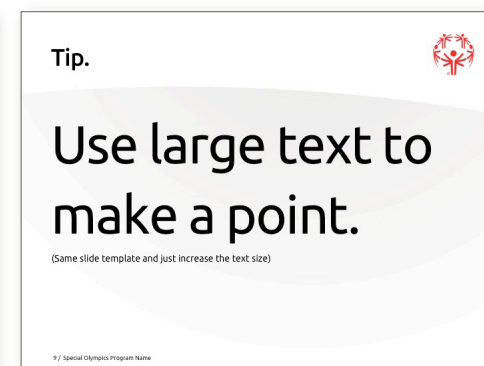 Tip.
Use large text to
make a point.
(Same slide template and just increase the text size)
9 / Special Olympics Program Name